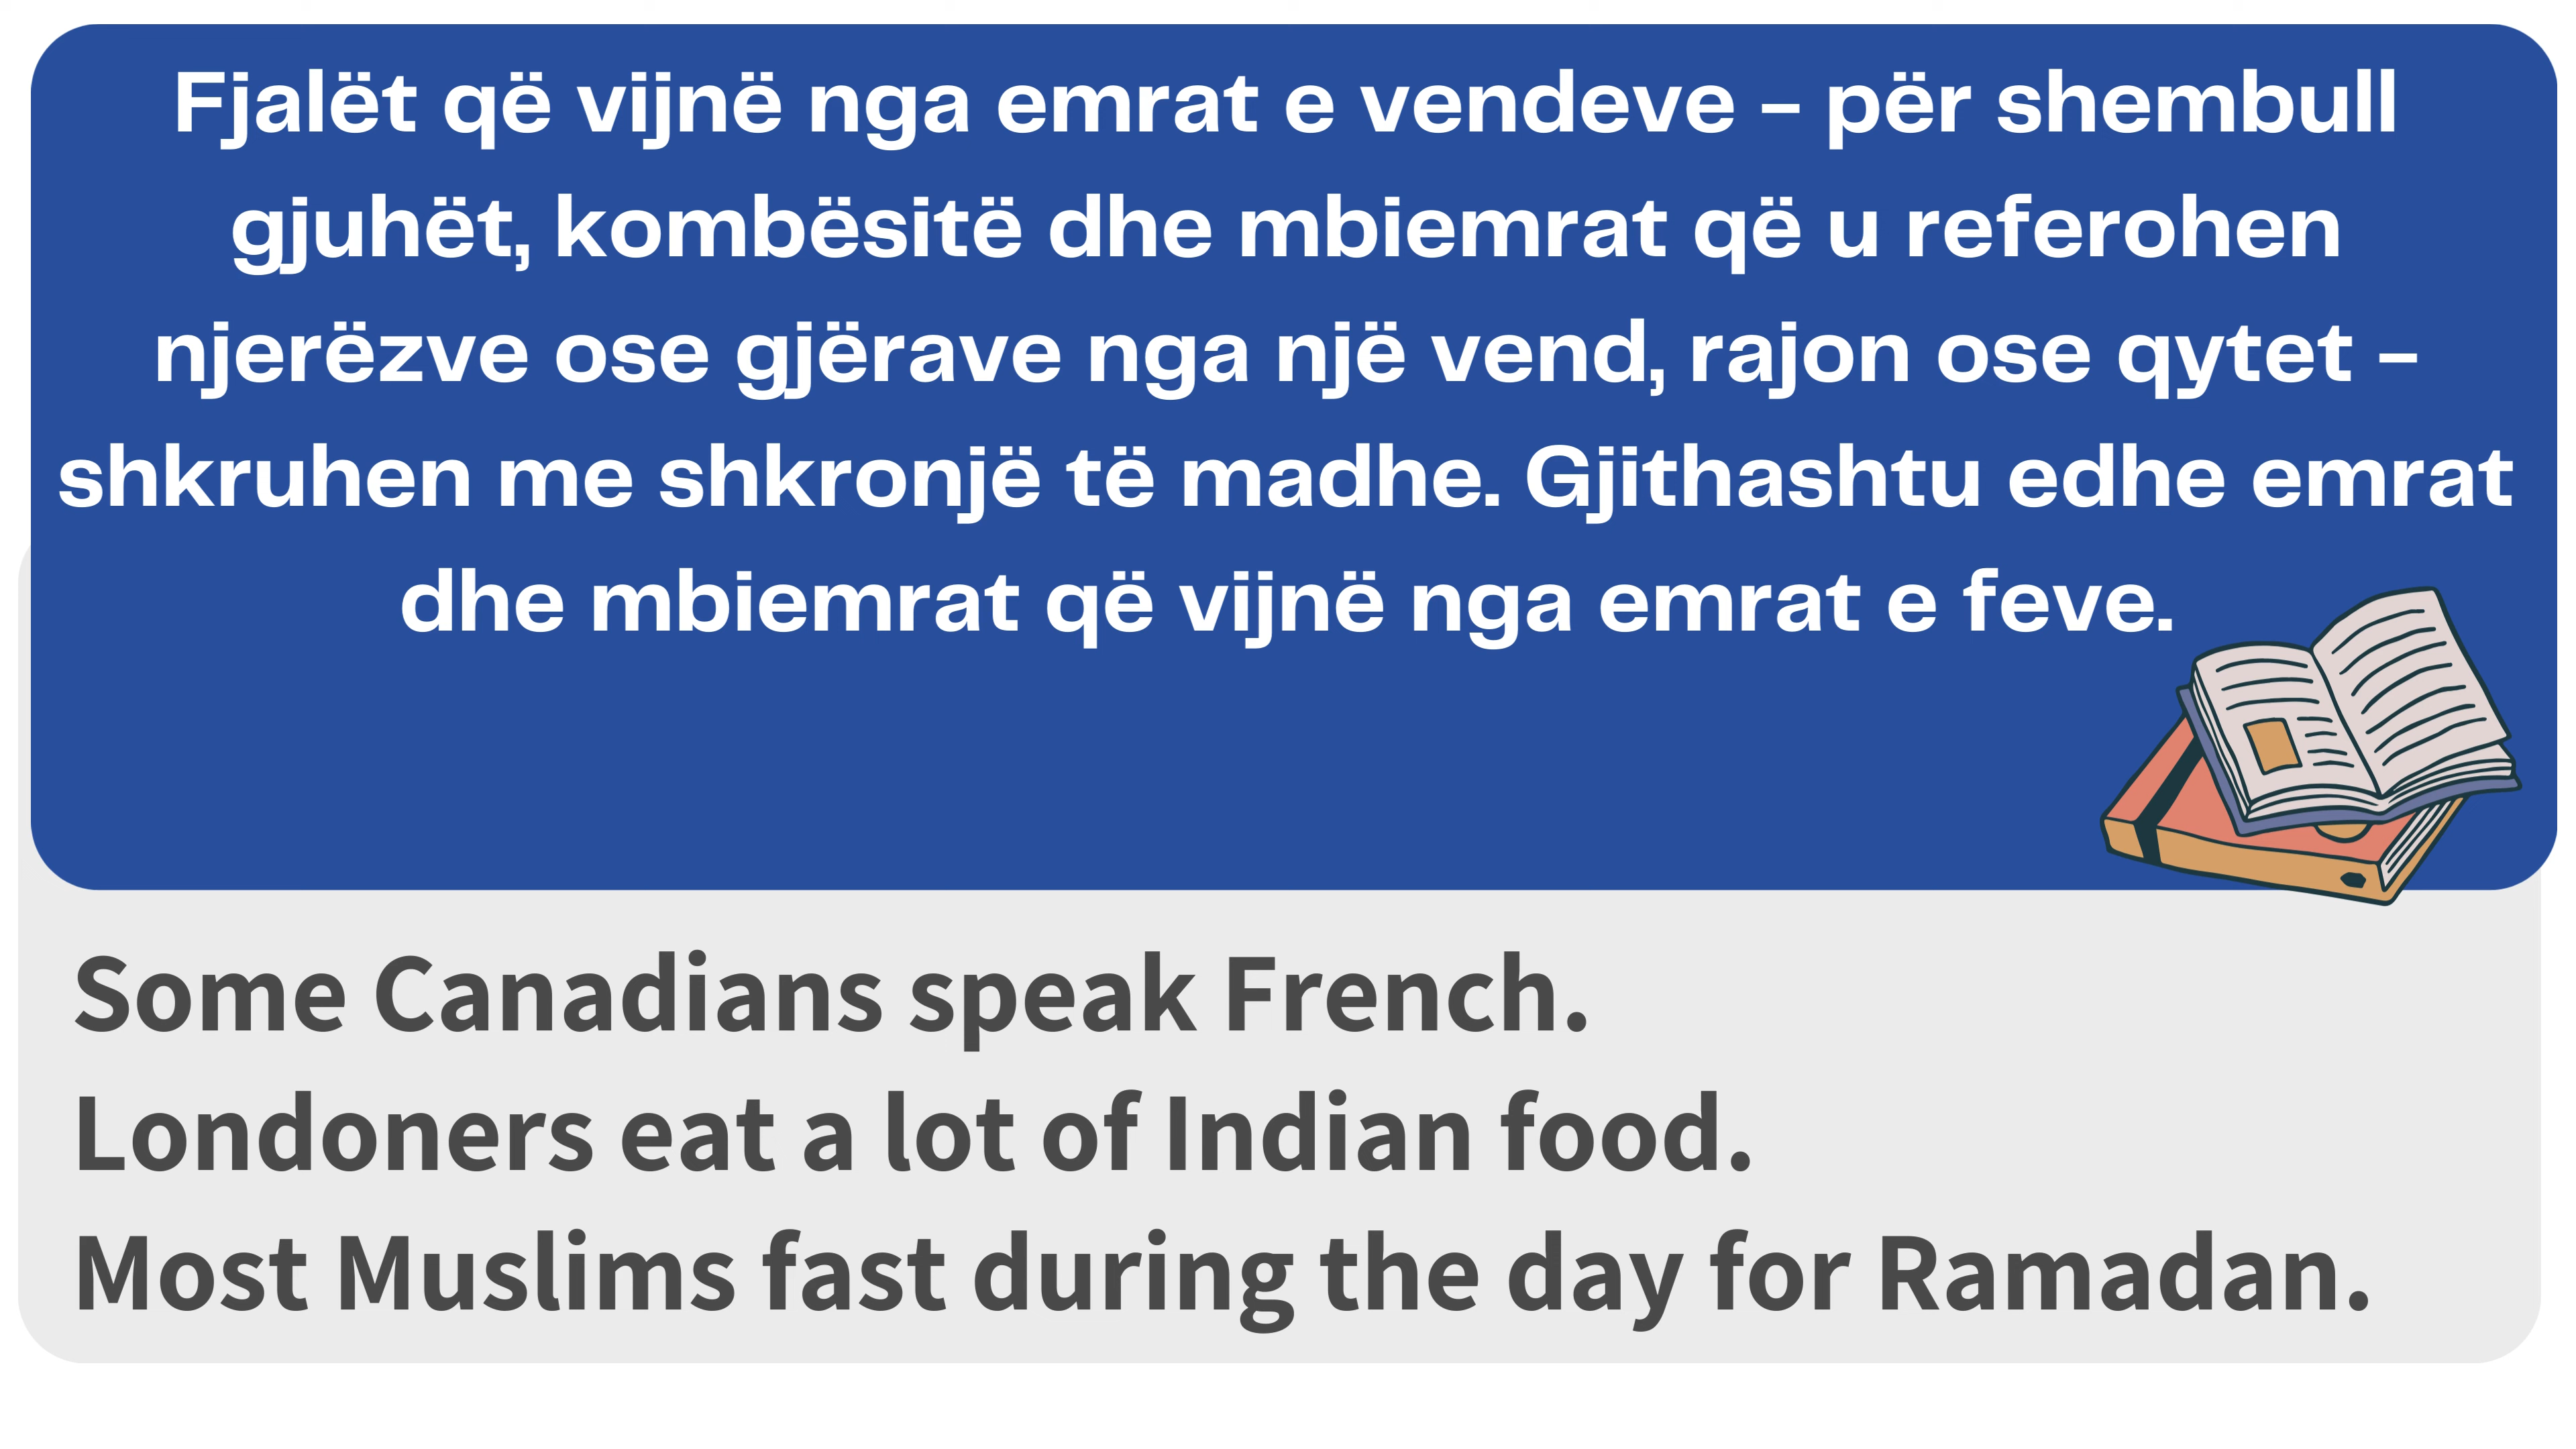 Fjalët që vijnë nga emrat e vendeve – për shembull
gjuhët, kombësitë dhe mbiemrat që u referohen
njerëzve ose gjërave nga një vend, rajon ose qytet –
shkruhen me shkronjë të madhe. Gjithashtu edhe emrat
dhe mbiemrat që vijnë nga emrat e feve.
Some Canadians speak French.
Londoners eat a lot of Indian food.
Most Muslims fast during the day for Ramadan.